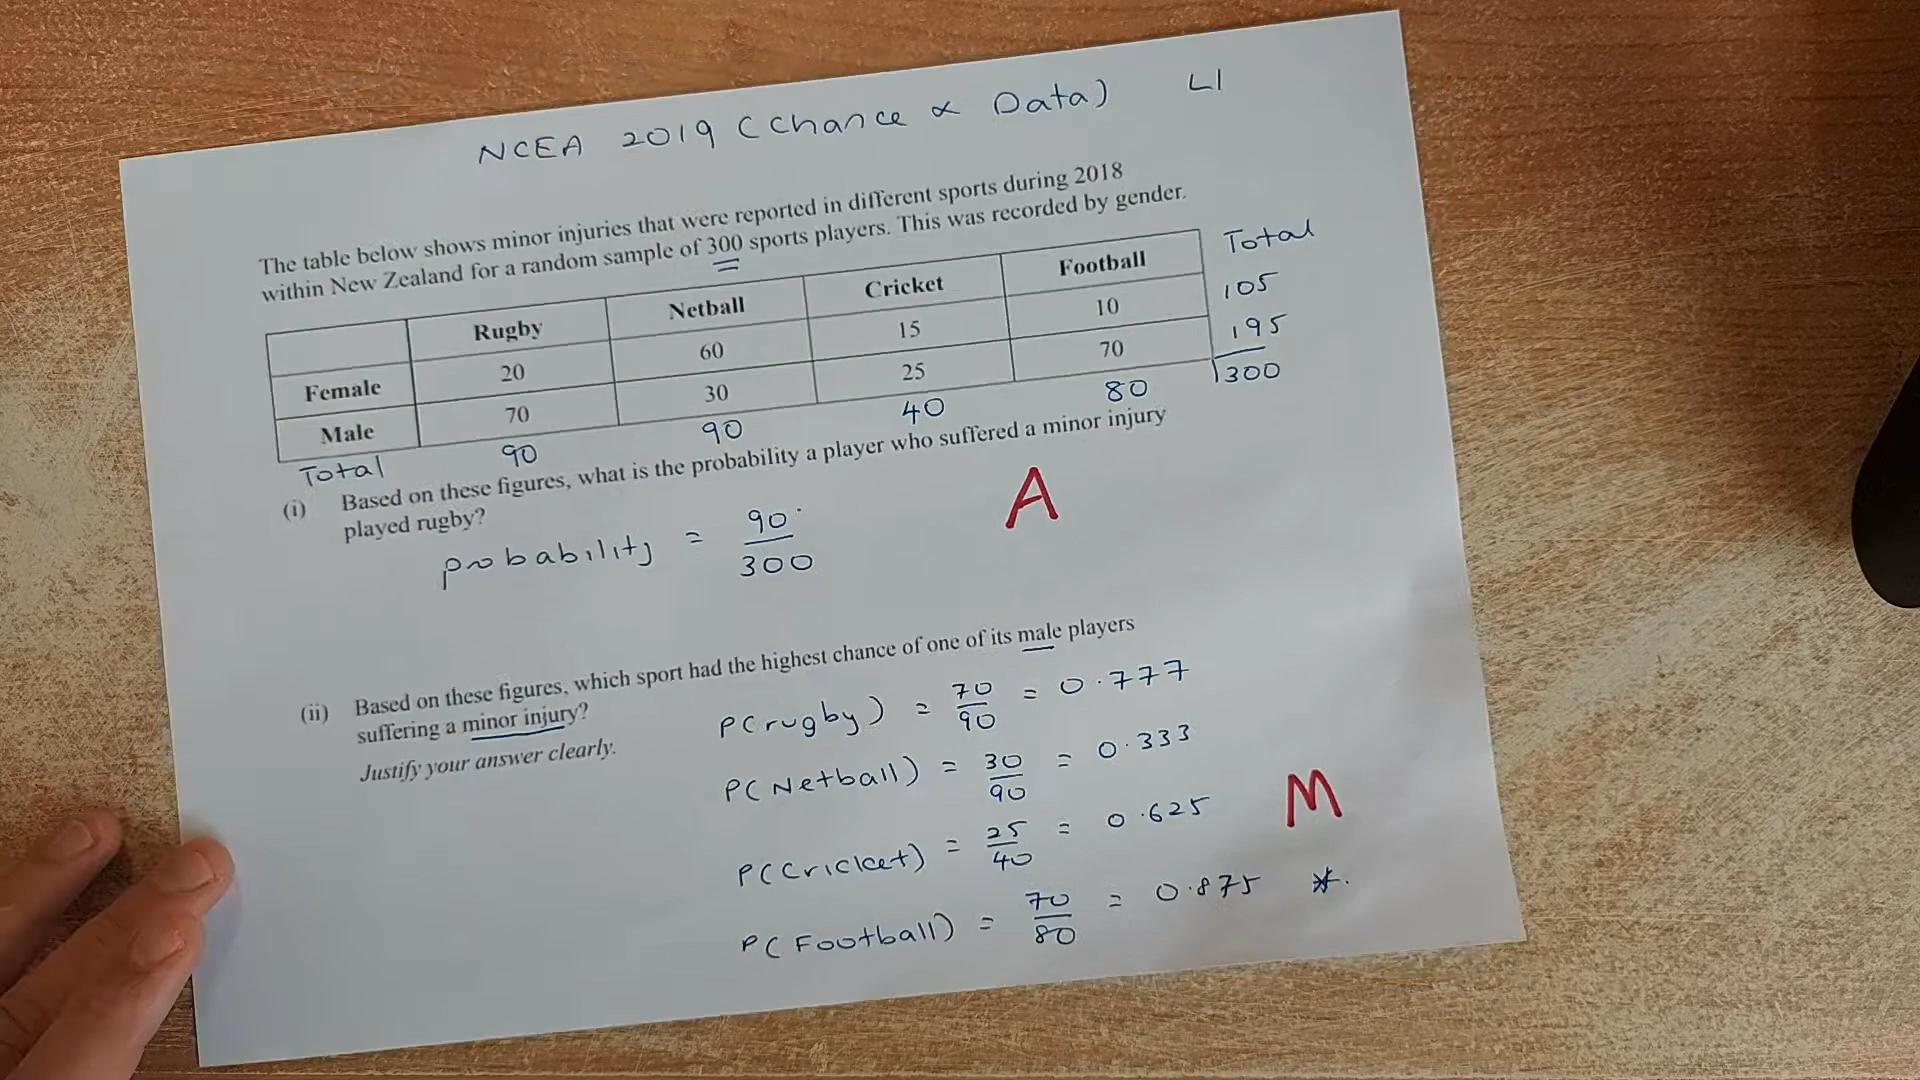 NCEA 2019 (Chance & Data) L1
The table below shows minor injuries that were reported in different sports during 2018
within New Zealand for a random sample of 300 sports players. This was recorded by gender.
Rugby Netball Cricket Football Total
Female 20 60 15 10 105
Male 70 30 25 70 195
Total 90 90 40 80 300
(i) Based on these figures, what is the probability a player who suffered a minor injury
played rugby?
probability = 90/300
A
(ii) Based on these figures, which sport had the highest chance of one of its male players
suffering a minor injury?
Justify your answer clearly.
P(rugby) = 70/90 = 0.777
P(Netball) = 30/90 = 0.333
P(Cricket) = 25/40 = 0.625
M
P(Football) = 70/80 = 0.875 *.